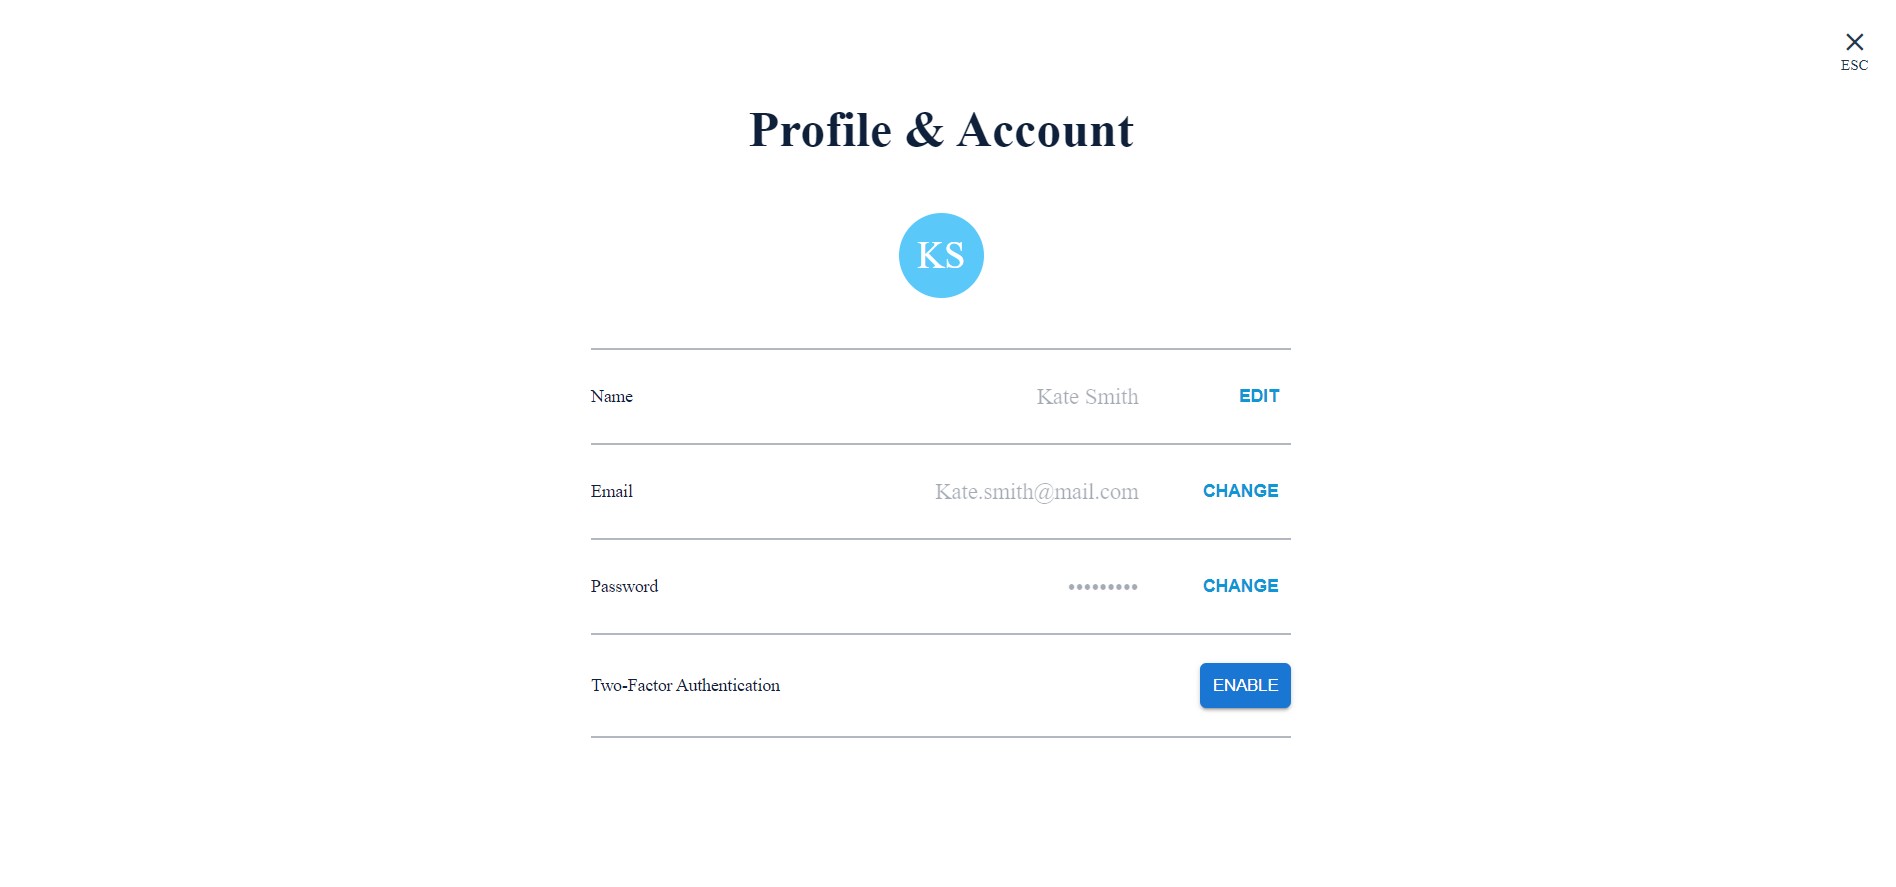 ESC
Profile & Account
KS
Name Kate Smith EDIT
Email Kate.smith@mail.com CHANGE
Password ••••••••• CHANGE
Two-Factor Authentication ENABLE